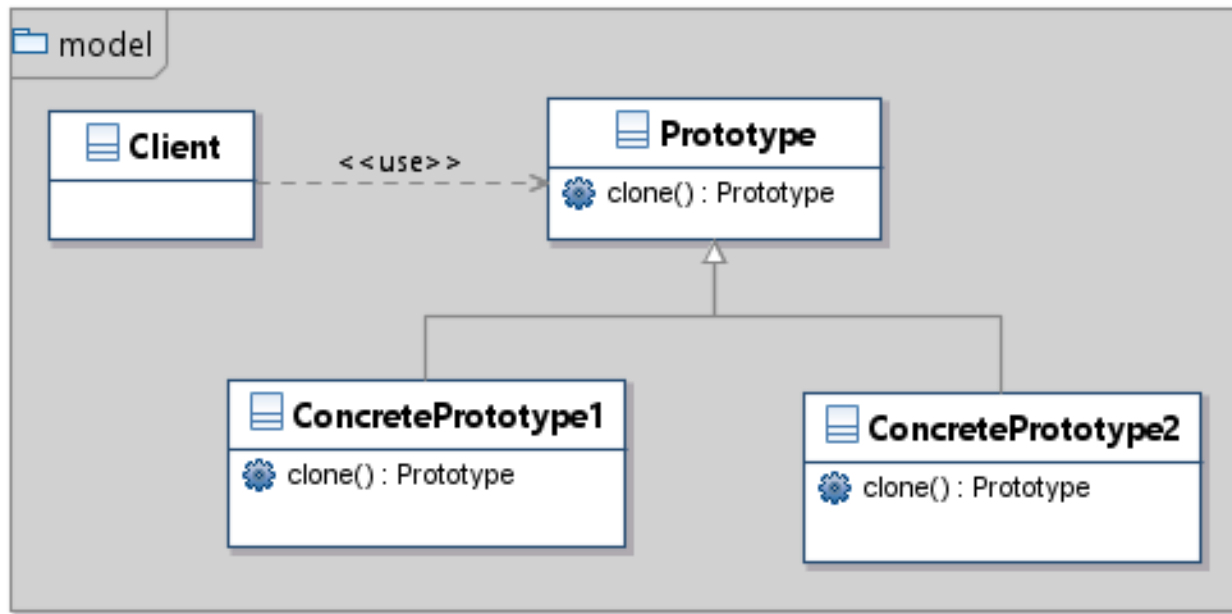 model
Client
<<use>>
Prototype
clone() : Prototype
ConcretePrototype1
clone() : Prototype
ConcretePrototype2
clone() : Prototype